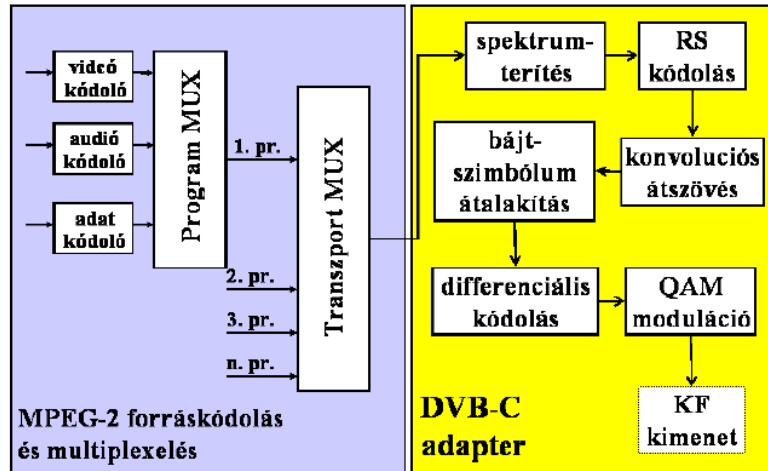 videó
kódoló
audió
kódoló
adat
kódoló
Program MUX
1. pr.
2. pr.
3. pr.
n. pr.
Transzport MUX
MPEG-2 forráskódolás
és multiplexelés
spektrum-
terítés
RS
kódolás
konvoluciós
átszövés
bájt-
szimbólum
átalakítás
differenciális
kódolás
QAM
moduláció
KF
kimenet
DVB-C
adapter